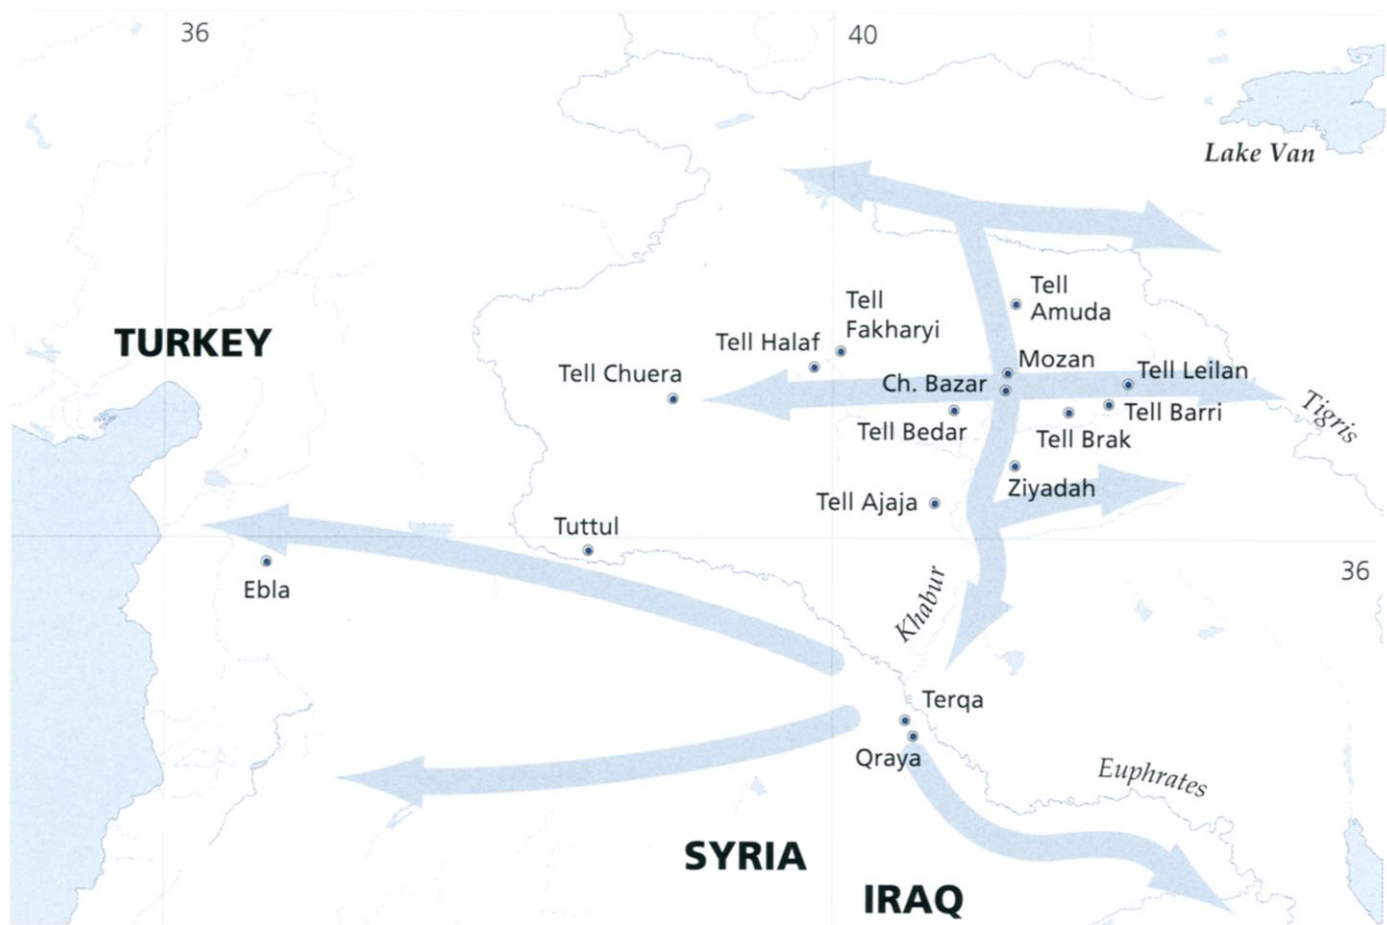 36
40
Lake Van
Tell
Amuda
Tell
Fakharyi
TURKEY
Tell Halaf
Mozan
Tell Chuera
Ch. Bazar
Tell Leilan
Tigris
Tell Bedar
Tell Barri
Tell Brak
Ziyadah
Tell Ajaja
Tuttul
Ebla
36
Khabur
Terqa
Qraya
Euphrates
SYRIA
IRAQ